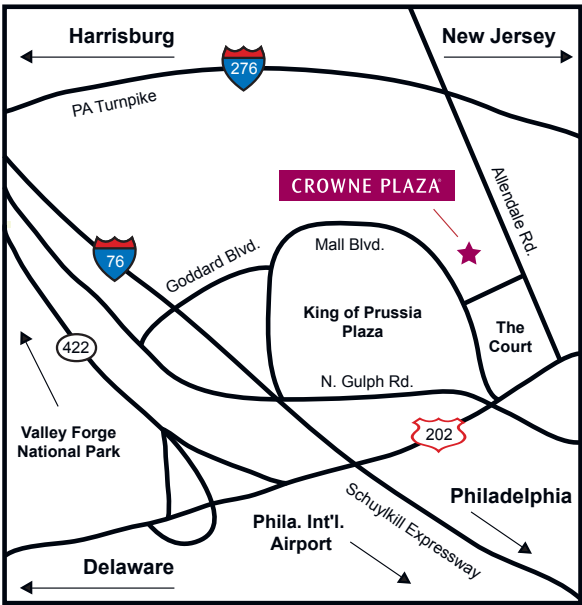 Harrisburg
New Jersey
276
PA Turnpike
CROWNE PLAZA®
Allendale Rd.
76
Goddard Blvd.
Mall Blvd.
King of Prussia
Plaza
The
Court
422
N. Gulph Rd.
Valley Forge
National Park
202
Schuylkill Expressway
Philadelphia
Phila. Int'l.
Airport
Delaware